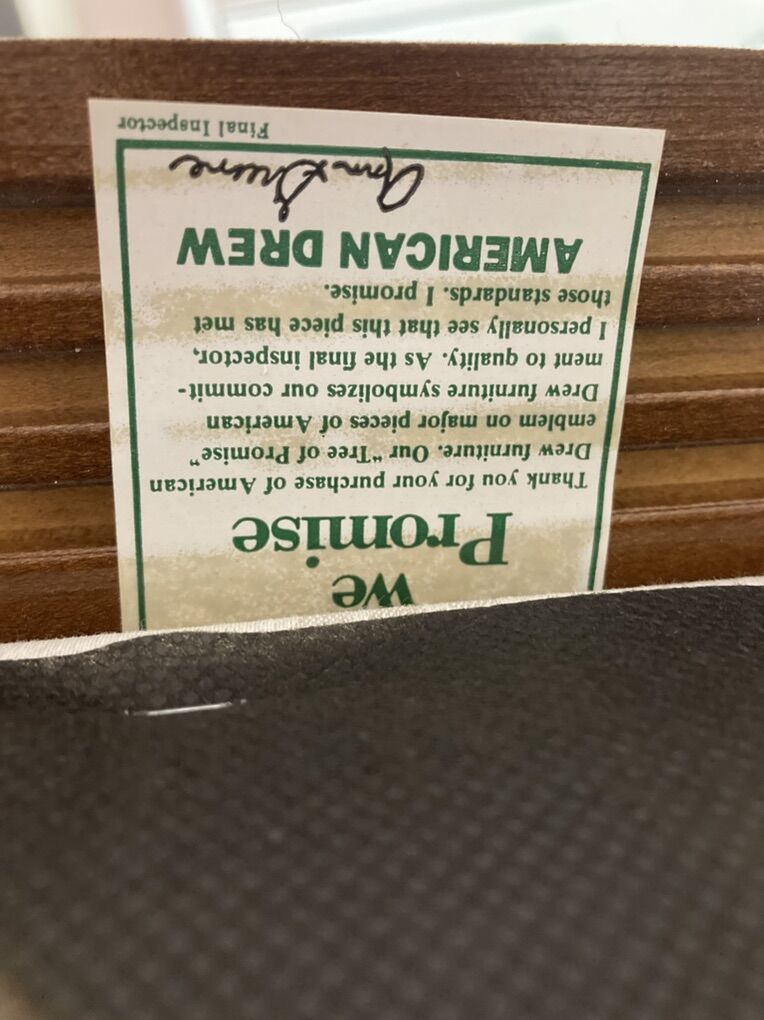 we
Promise
Thank you for your purchase of American
Drew furniture. Our "Tree of Promise"
emblem on major pieces of American
Drew furniture symbolizes our commit-
ment to quality. As the final inspector,
I personally see that this piece has met
those standards. I promise.
AMERICAN DREW
Ann
Final Inspector